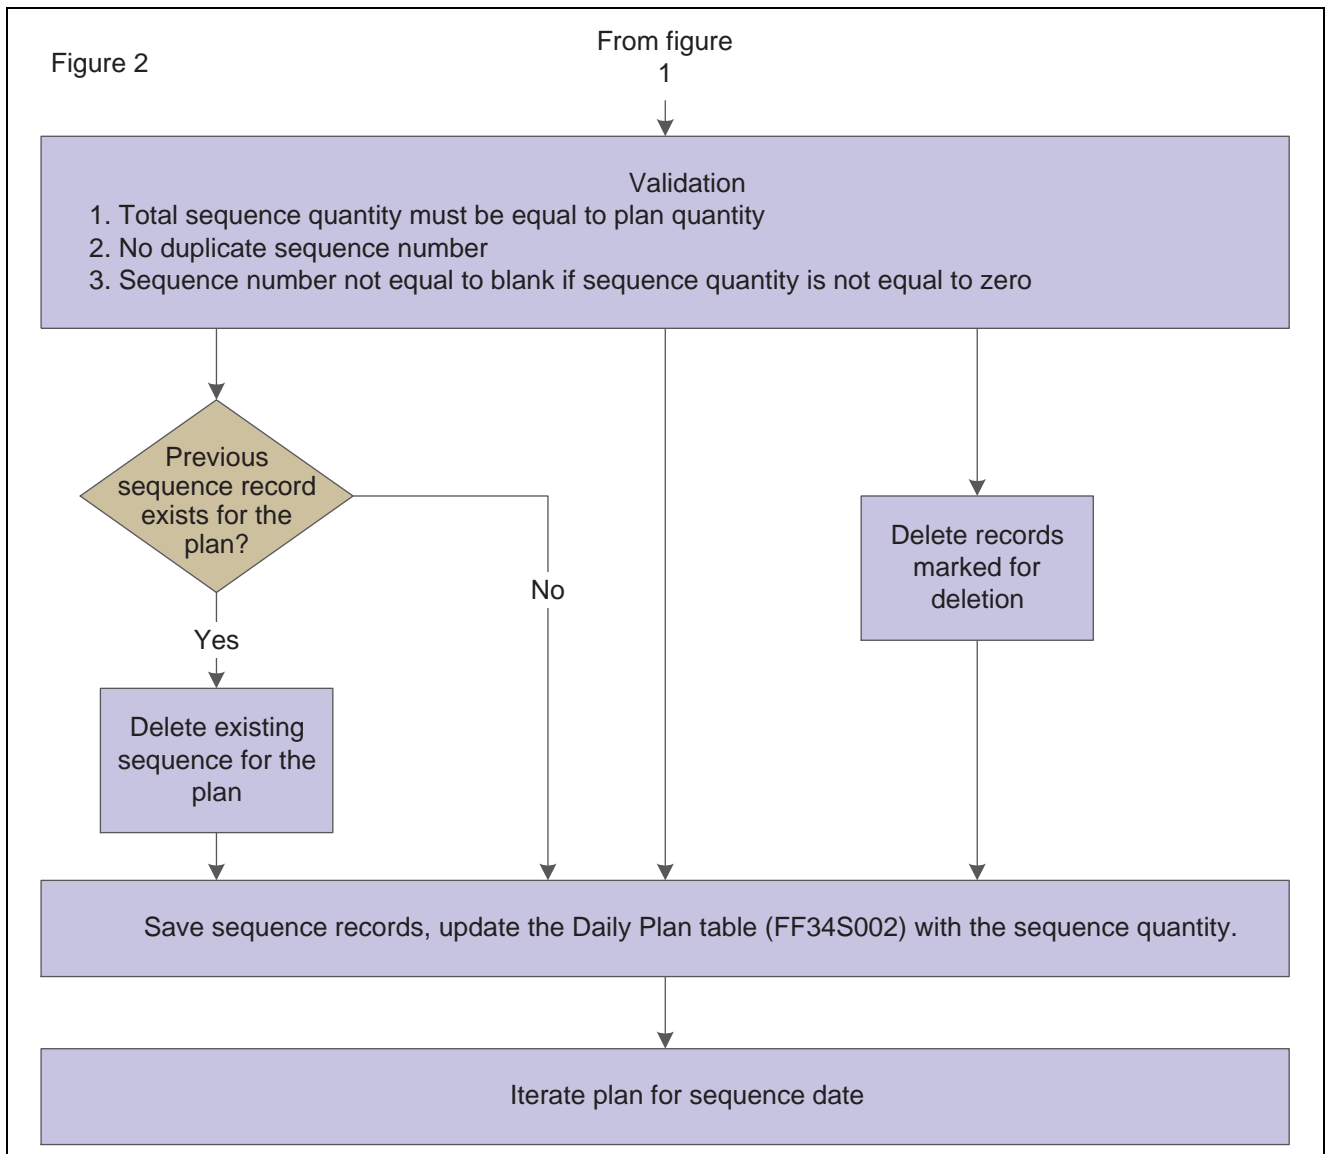 Figure 2
From figure
1
Validation
1. Total sequence quantity must be equal to plan quantity
2. No duplicate sequence number
3. Sequence number not equal to blank if sequence quantity is not equal to zero
Previous
sequence record
exists for the
plan?
No
Yes
Delete records
marked for
deletion
Delete existing
sequence for the
plan
Save sequence records, update the Daily Plan table (FF34S002) with the sequence quantity.
Iterate plan for sequence date